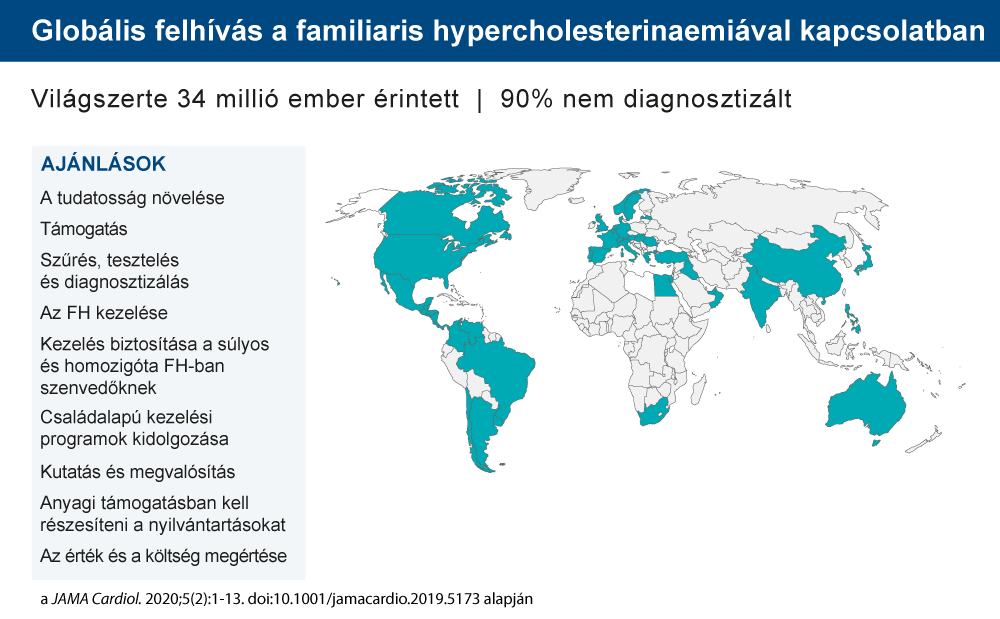 Globális felhívás a familiaris hypercholesterinaemiával kapcsolatban
Világszerte 34 millió ember érintett | 90% nem diagnosztizált
AJÁNLÁSOK
A tudatosság növelése
Támogatás
Szűrés, tesztelés
és diagnosztizálás
Az FH kezelése
Kezelés biztosítása a súlyos
és homozigóta FH-ban
szenvedőknek
Családalapú kezelési
programok kidolgozása
Kutatás és megvalósítás
Anyagi támogatásban kell
részesíteni a nyilvántartásokat
Az érték és a költség megértése
a JAMA Cardiol. 2020;5(2):1-13. doi:10.1001/jamacardio.2019.5173 alapján